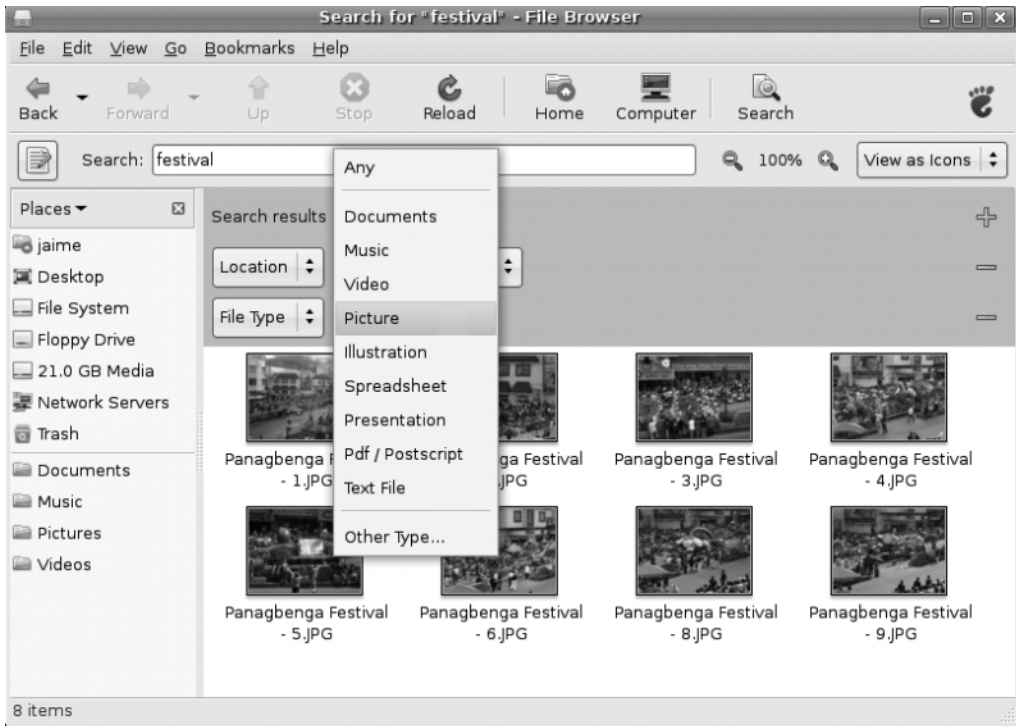 Search for "festival" - File Browser
File Edit View Go Bookmarks Help
Back Forward Up Stop Reload Home Computer Search
Search: festival 100% View as Icons
Places
jaime
Desktop
File System
Floppy Drive
21.0 GB Media
Network Servers
Trash
Documents
Music
Pictures
Videos
Search results
Location
File Type
Any
Documents
Music
Video
Picture
Illustration
Spreadsheet
Presentation
Pdf / Postscript
Text File
Other Type...
Panagbenga
- 1.JPG
ga Festival
.JPG
Panagbenga Festival
- 3.JPG
Panagbenga Festival
- 4.JPG
Panagbenga Festival
- 5.JPG
Panagbenga Festival
- 6.JPG
Panagbenga Festival
- 8.JPG
Panagbenga Festival
- 9.JPG
8 items